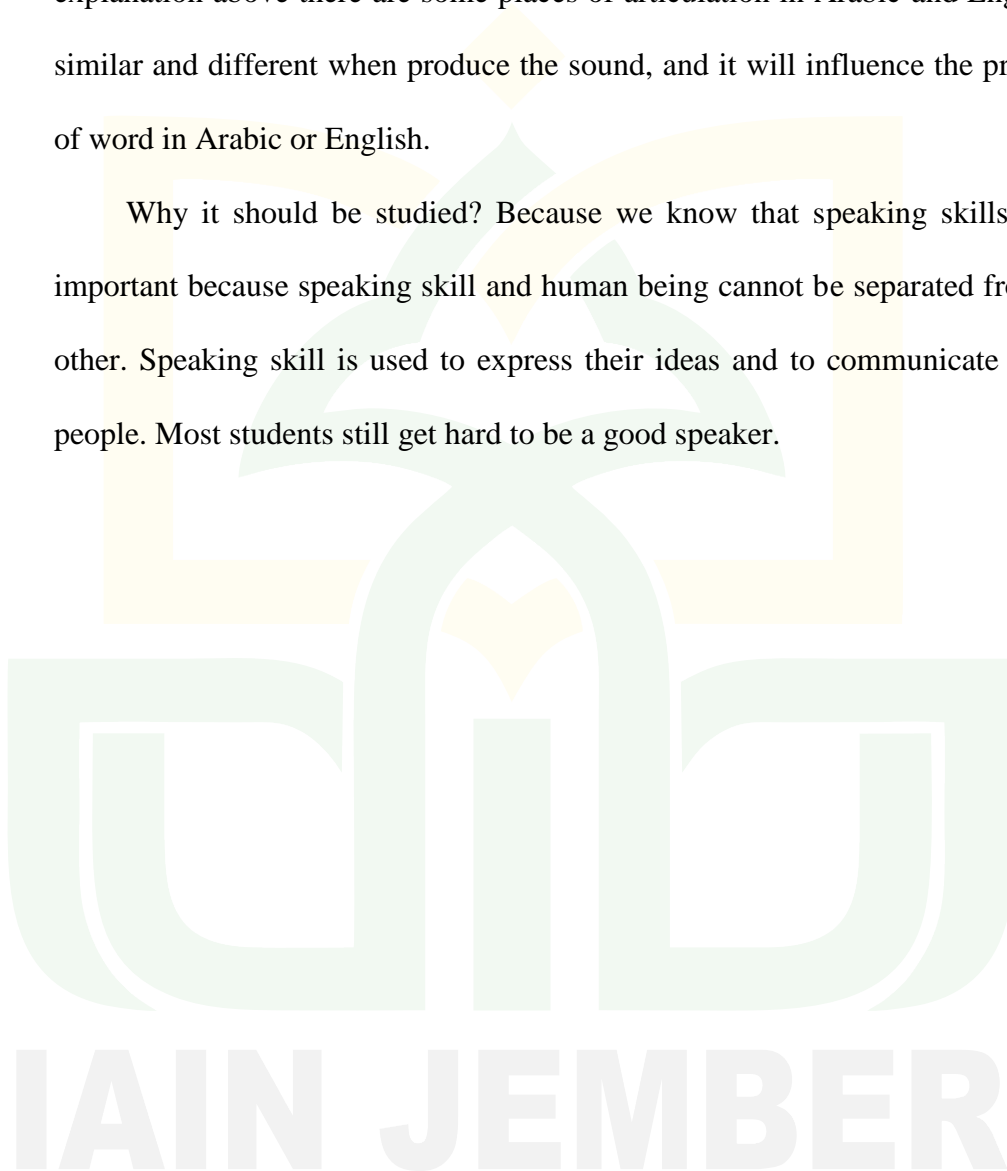 explanation above there are some places of articulation in Arabic and
similar and different when produce the sound, and it will influence the
of word in Arabic or English.
Why it should be studied? Because we know that speaking skills
important because speaking skill and human being cannot be separated
other. Speaking skill is used to express their ideas and to communicate
people. Most students still get hard to be a good speaker.
IAIN JEMBER